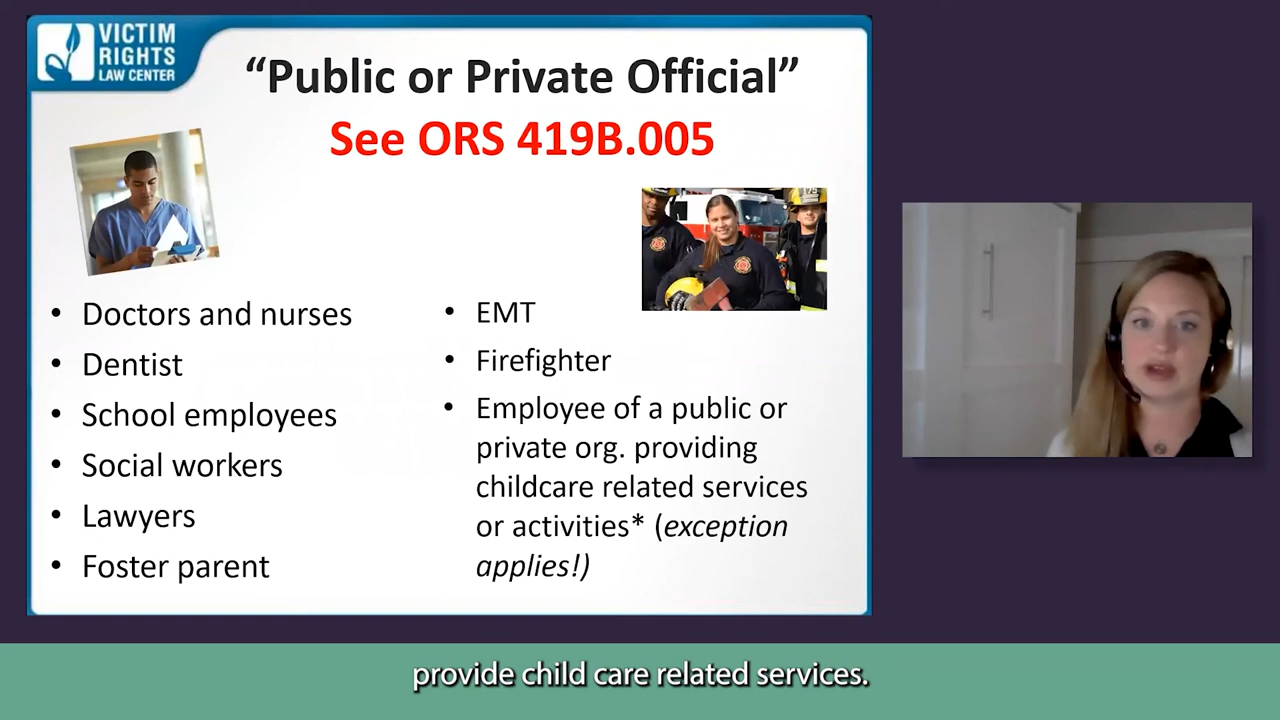 VICTIM
RIGHTS
LAW CENTER
“Public or Private Official”
See ORS 419B.005
• Doctors and nurses
• Dentist
• School employees
• Social workers
• Lawyers
• Foster parent
• EMT
• Firefighter
• Employee of a public or
private org. providing
childcare related services
or activities* (exception
applies!)
175
provide child care related services.